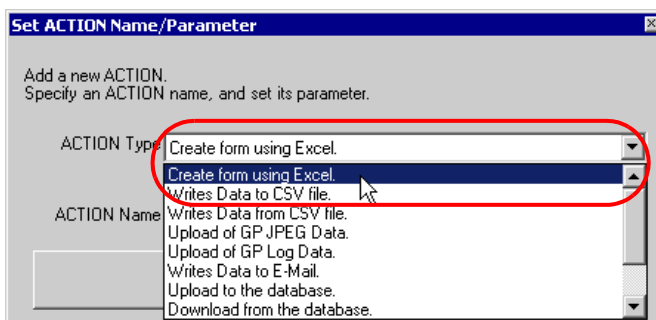 Set ACTION Name/Parameter
Add a new ACTION.
Specify an ACTION name, and set its parameter.
ACTION Type
Create form using Excel.
Create form using Excel.
Writes Data to CSV file.
ACTION Name
Writes Data from CSV file.
Upload of GP JPEG Data.
Upload of GP Log Data.
Writes Data to E-Mail.
Upload to the database.
Download from the database.